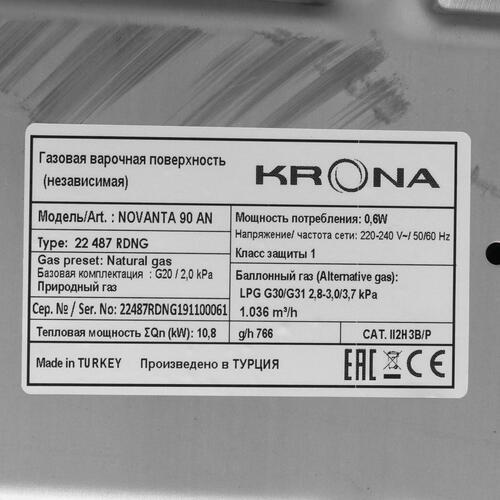 Газовая варочная поверхность
(независимая)
KRONA
Модель/Art. : NOVANTA 90 AN
Type: 22 487 RDNG
Gas preset: Natural gas
Базовая комплектация : G20 / 2,0 kPa
Природный газ
Сер. № / Ser. No: 22487RDNG191100061
Тепловая мощность ΣQn (kW): 10,8
Мощность потребления: 0,6W
Напряжение/ частота сети: 220-240 V~/ 50/60 Hz
Класс защиты 1
Баллонный газ (Alternative gas):
LPG G30/G31 2,8-3,0/3,7 kPa
1.036 m³/h
g/h 766
CAT. II2H3B/P
Made in TURKEY Произведено в ТУРЦИЯ
EAC CE